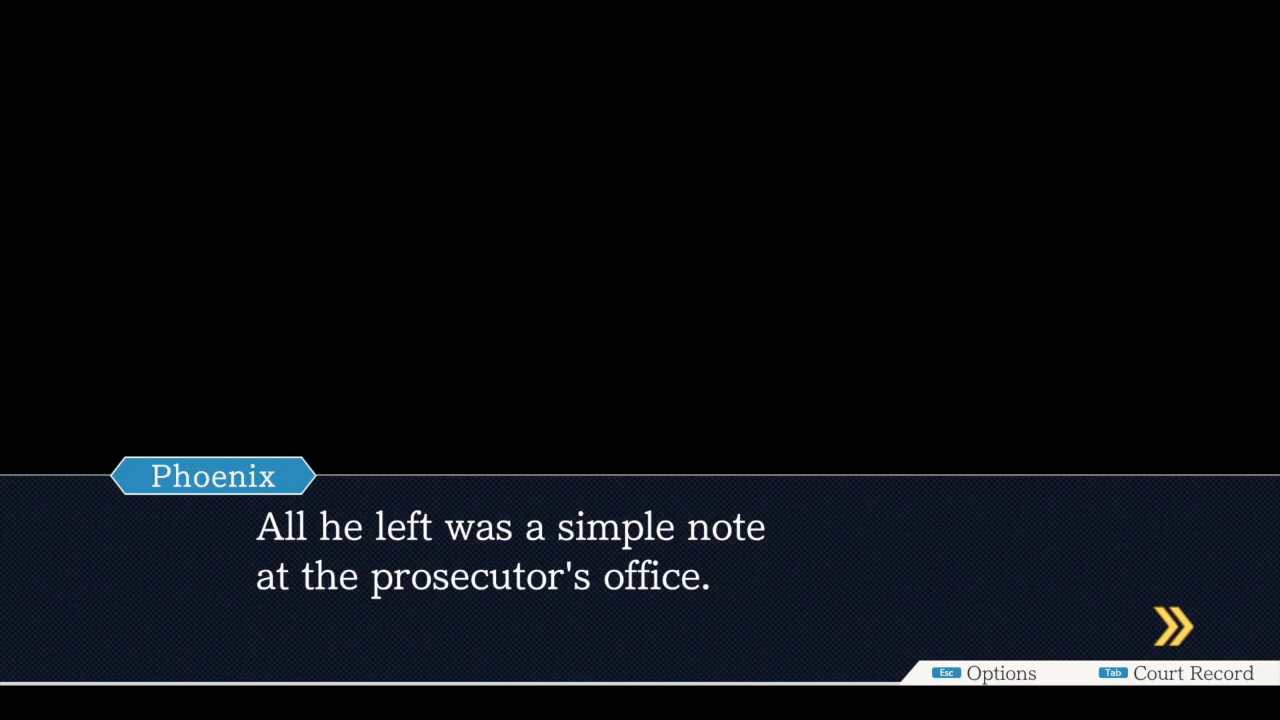 Phoenix
All he left was a simple note
at the prosecutor's office.
Esc Options Tab Court Record